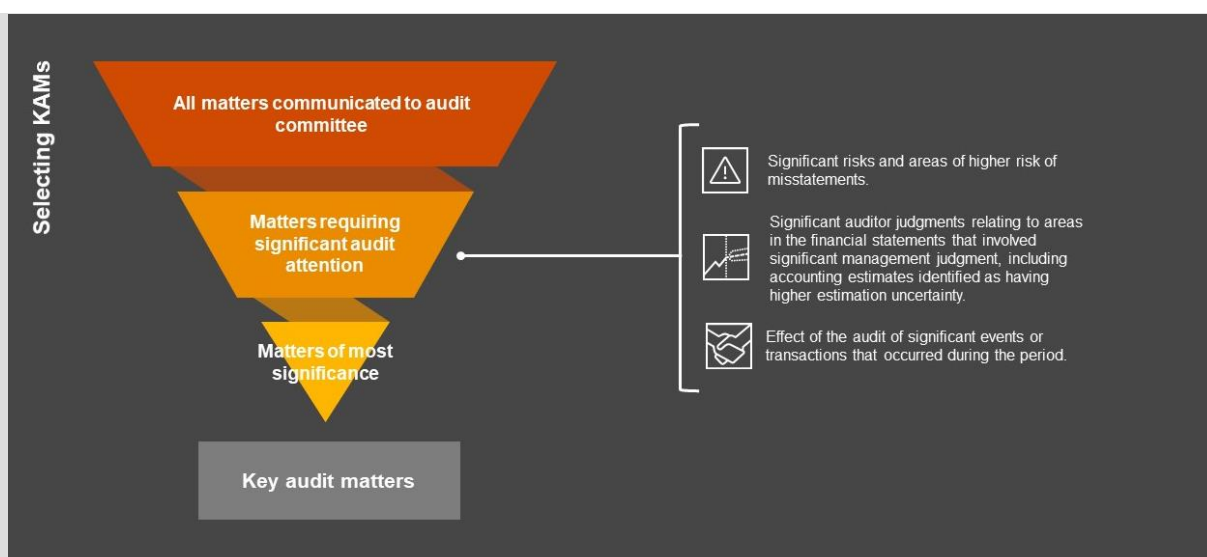 Selecting KAMs
All matters communicated to audit
committee
Matters requiring
significant audit
attention
Matters of most
significance
Key audit matters
Significant risks and areas of higher risk of
misstatements.
Significant auditor judgments relating to areas
in the financial statements that involved
significant management judgment, including
accounting estimates identified as having
higher estimation uncertainty.
Effect of the audit of significant events or
transactions that occurred during the period.